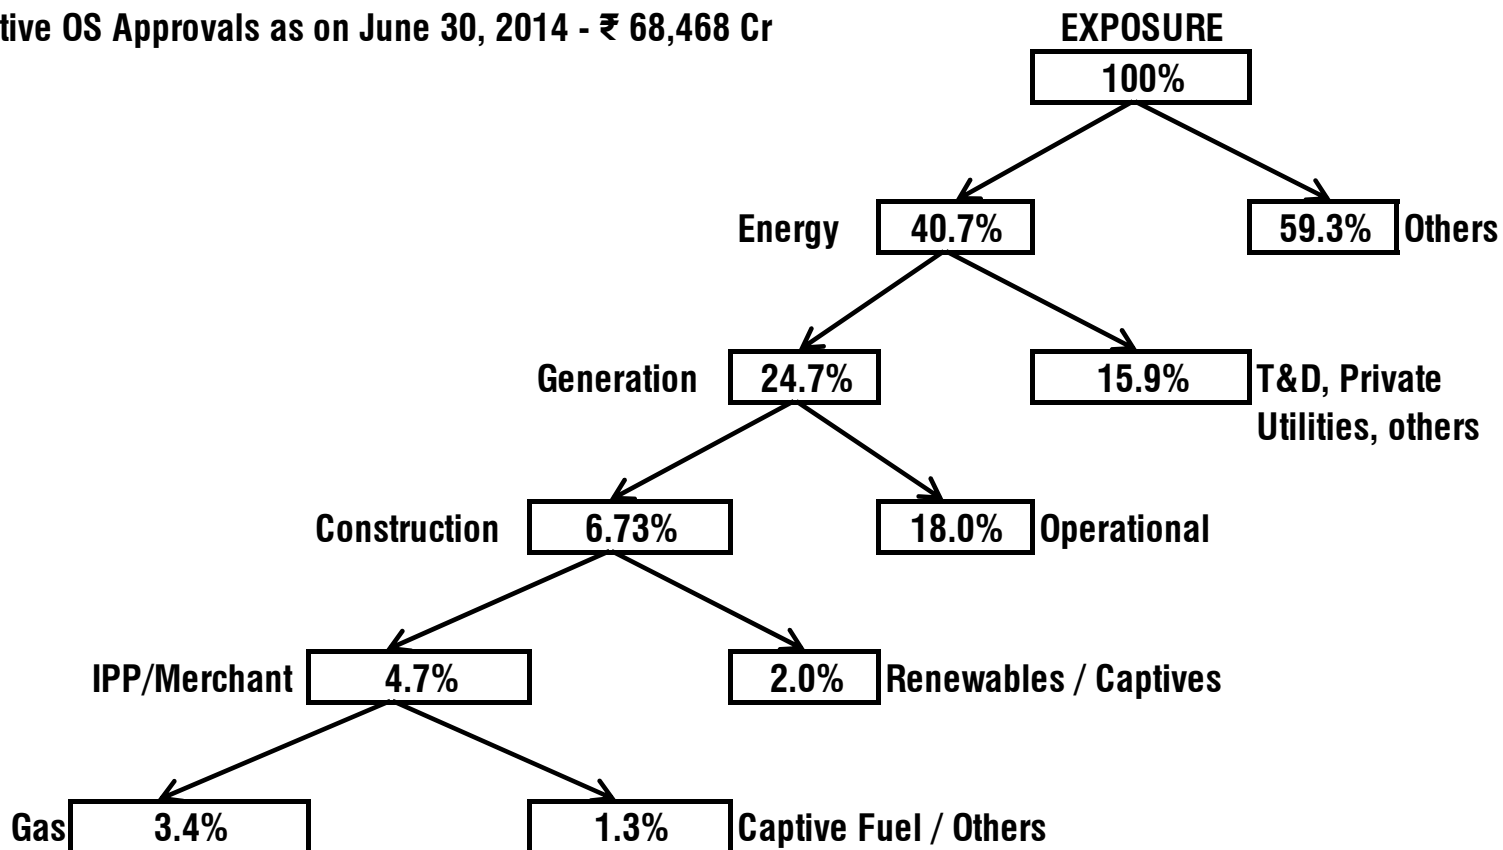 tive OS Approvals as on June 30, 2014 - ₹ 68,468 Cr
EXPOSURE
100%
Energy 40.7% 59.3% Others
Generation 24.7% 15.9% T&D, Private
Utilities, others
Construction 6.73% 18.0% Operational
IPP/Merchant 4.7% 2.0% Renewables / Captives
Gas 3.4% 1.3% Captive Fuel / Others